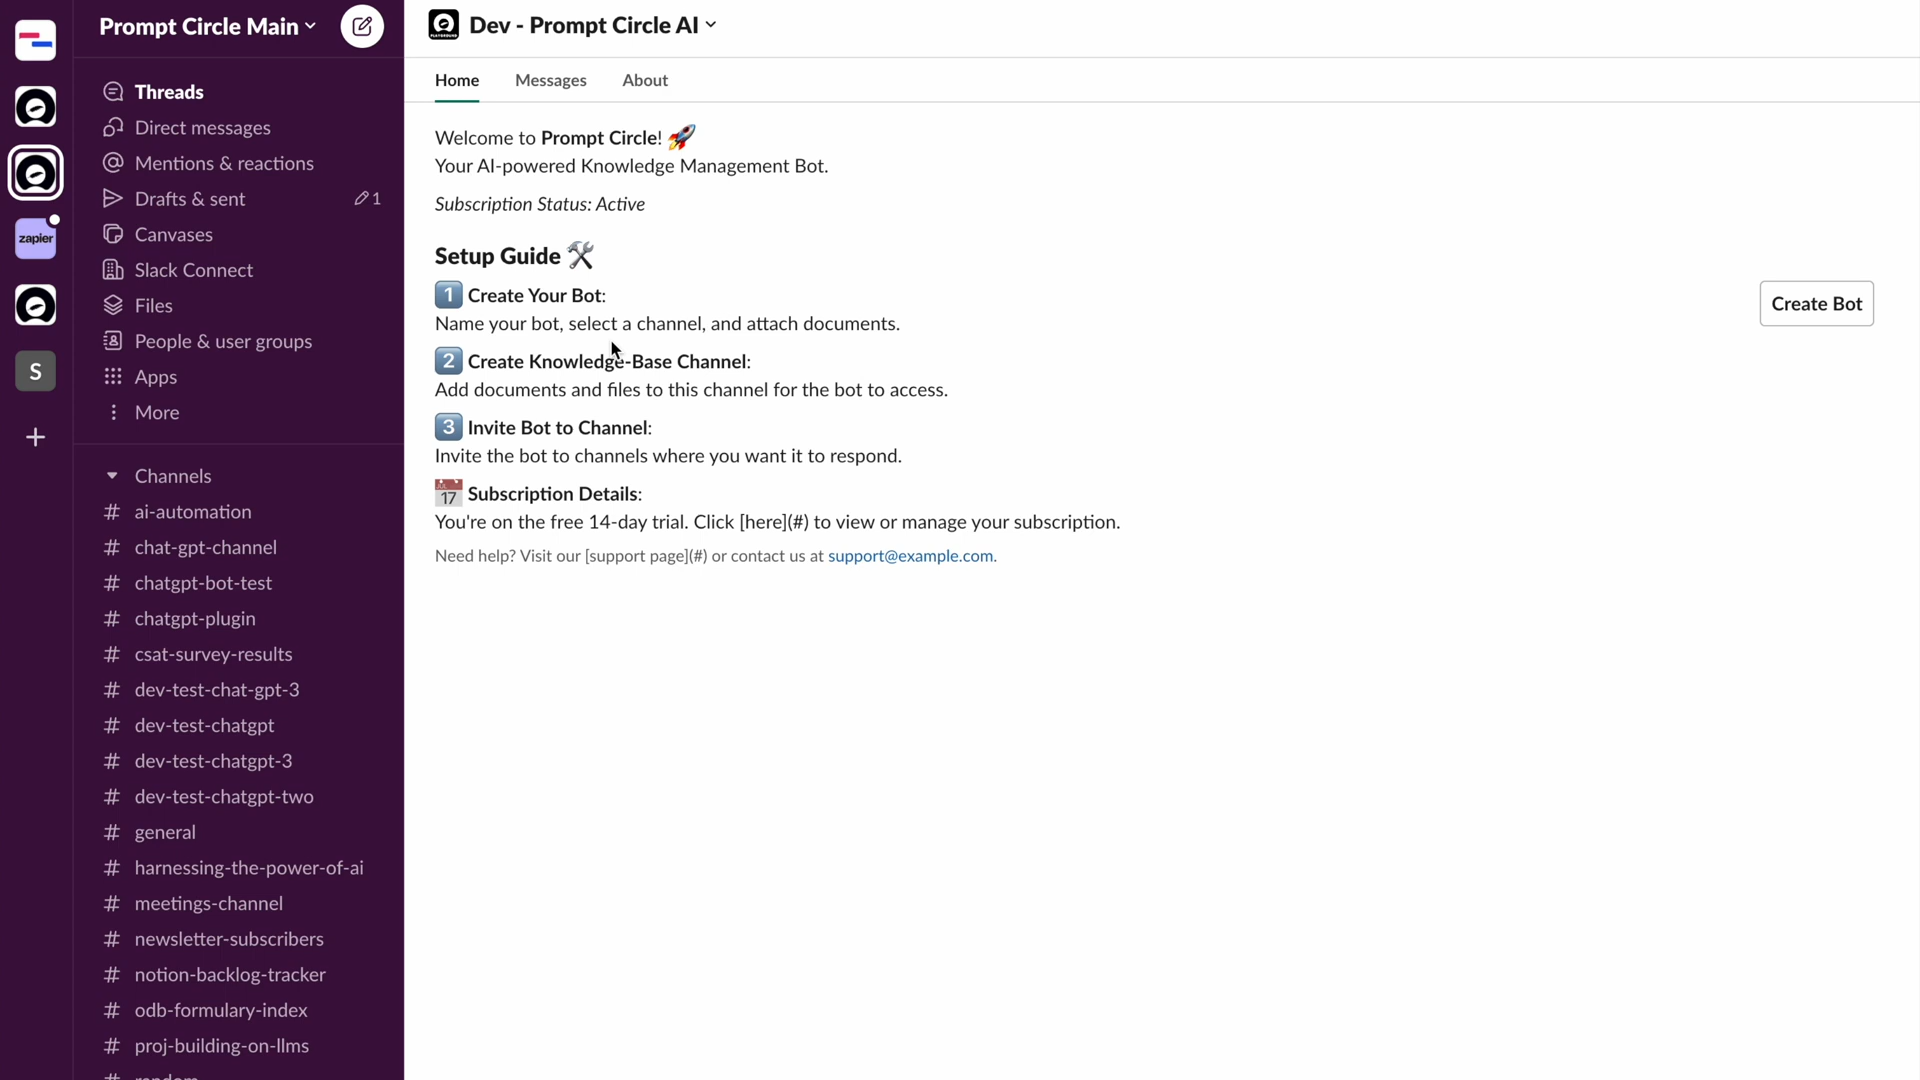 Prompt Circle Main
Threads
Direct messages
Mentions & reactions
Drafts & sent 1
Canvases
Slack Connect
Files
People & user groups
Apps
More
Channels
# ai-automation
# chat-gpt-channel
# chatgpt-bot-test
# chatgpt-plugin
# csat-survey-results
# dev-test-chat-gpt-3
# dev-test-chatgpt
# dev-test-chatgpt-3
# dev-test-chatgpt-two
# general
# harnessing-the-power-of-ai
# meetings-channel
# newsletter-subscribers
# notion-backlog-tracker
# odb-formulary-index
# proj-building-on-llms
# random
zapier
S
Dev - Prompt Circle AI
Home Messages About
Welcome to Prompt Circle! 🚀
Your AI-powered Knowledge Management Bot.
Subscription Status: Active
Setup Guide 🛠️
1️⃣ Create Your Bot:
Name your bot, select a channel, and attach documents.
Create Bot
2️⃣ Create Knowledge-Base Channel:
Add documents and files to this channel for the bot to access.
3️⃣ Invite Bot to Channel:
Invite the bot to channels where you want it to respond.
📅 Subscription Details:
You're on the free 14-day trial. Click [here](#) to view or manage your subscription.
Need help? Visit our [support page](#) or contact us at support@example.com.